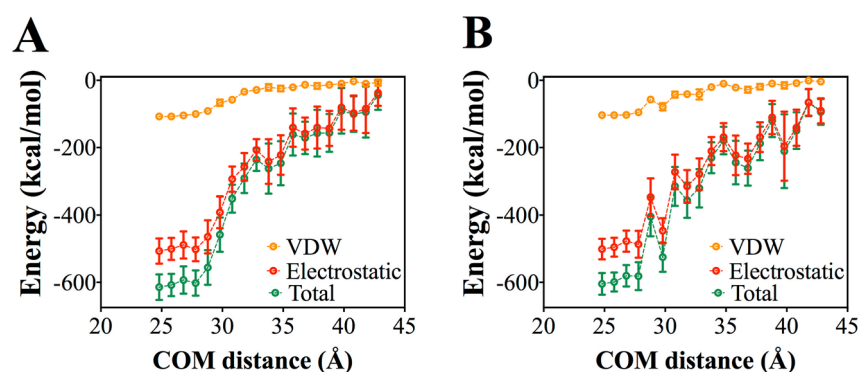 A
Energy (kcal/mol)
0
-200
-400
-600
VDW
Electrostatic
Total
20
25
30
35
40
45
COM distance (Å)
B
Energy (kcal/mol)
0
-200
-400
-600
VDW
Electrostatic
Total
20
25
30
35
40
45
COM distance (Å)